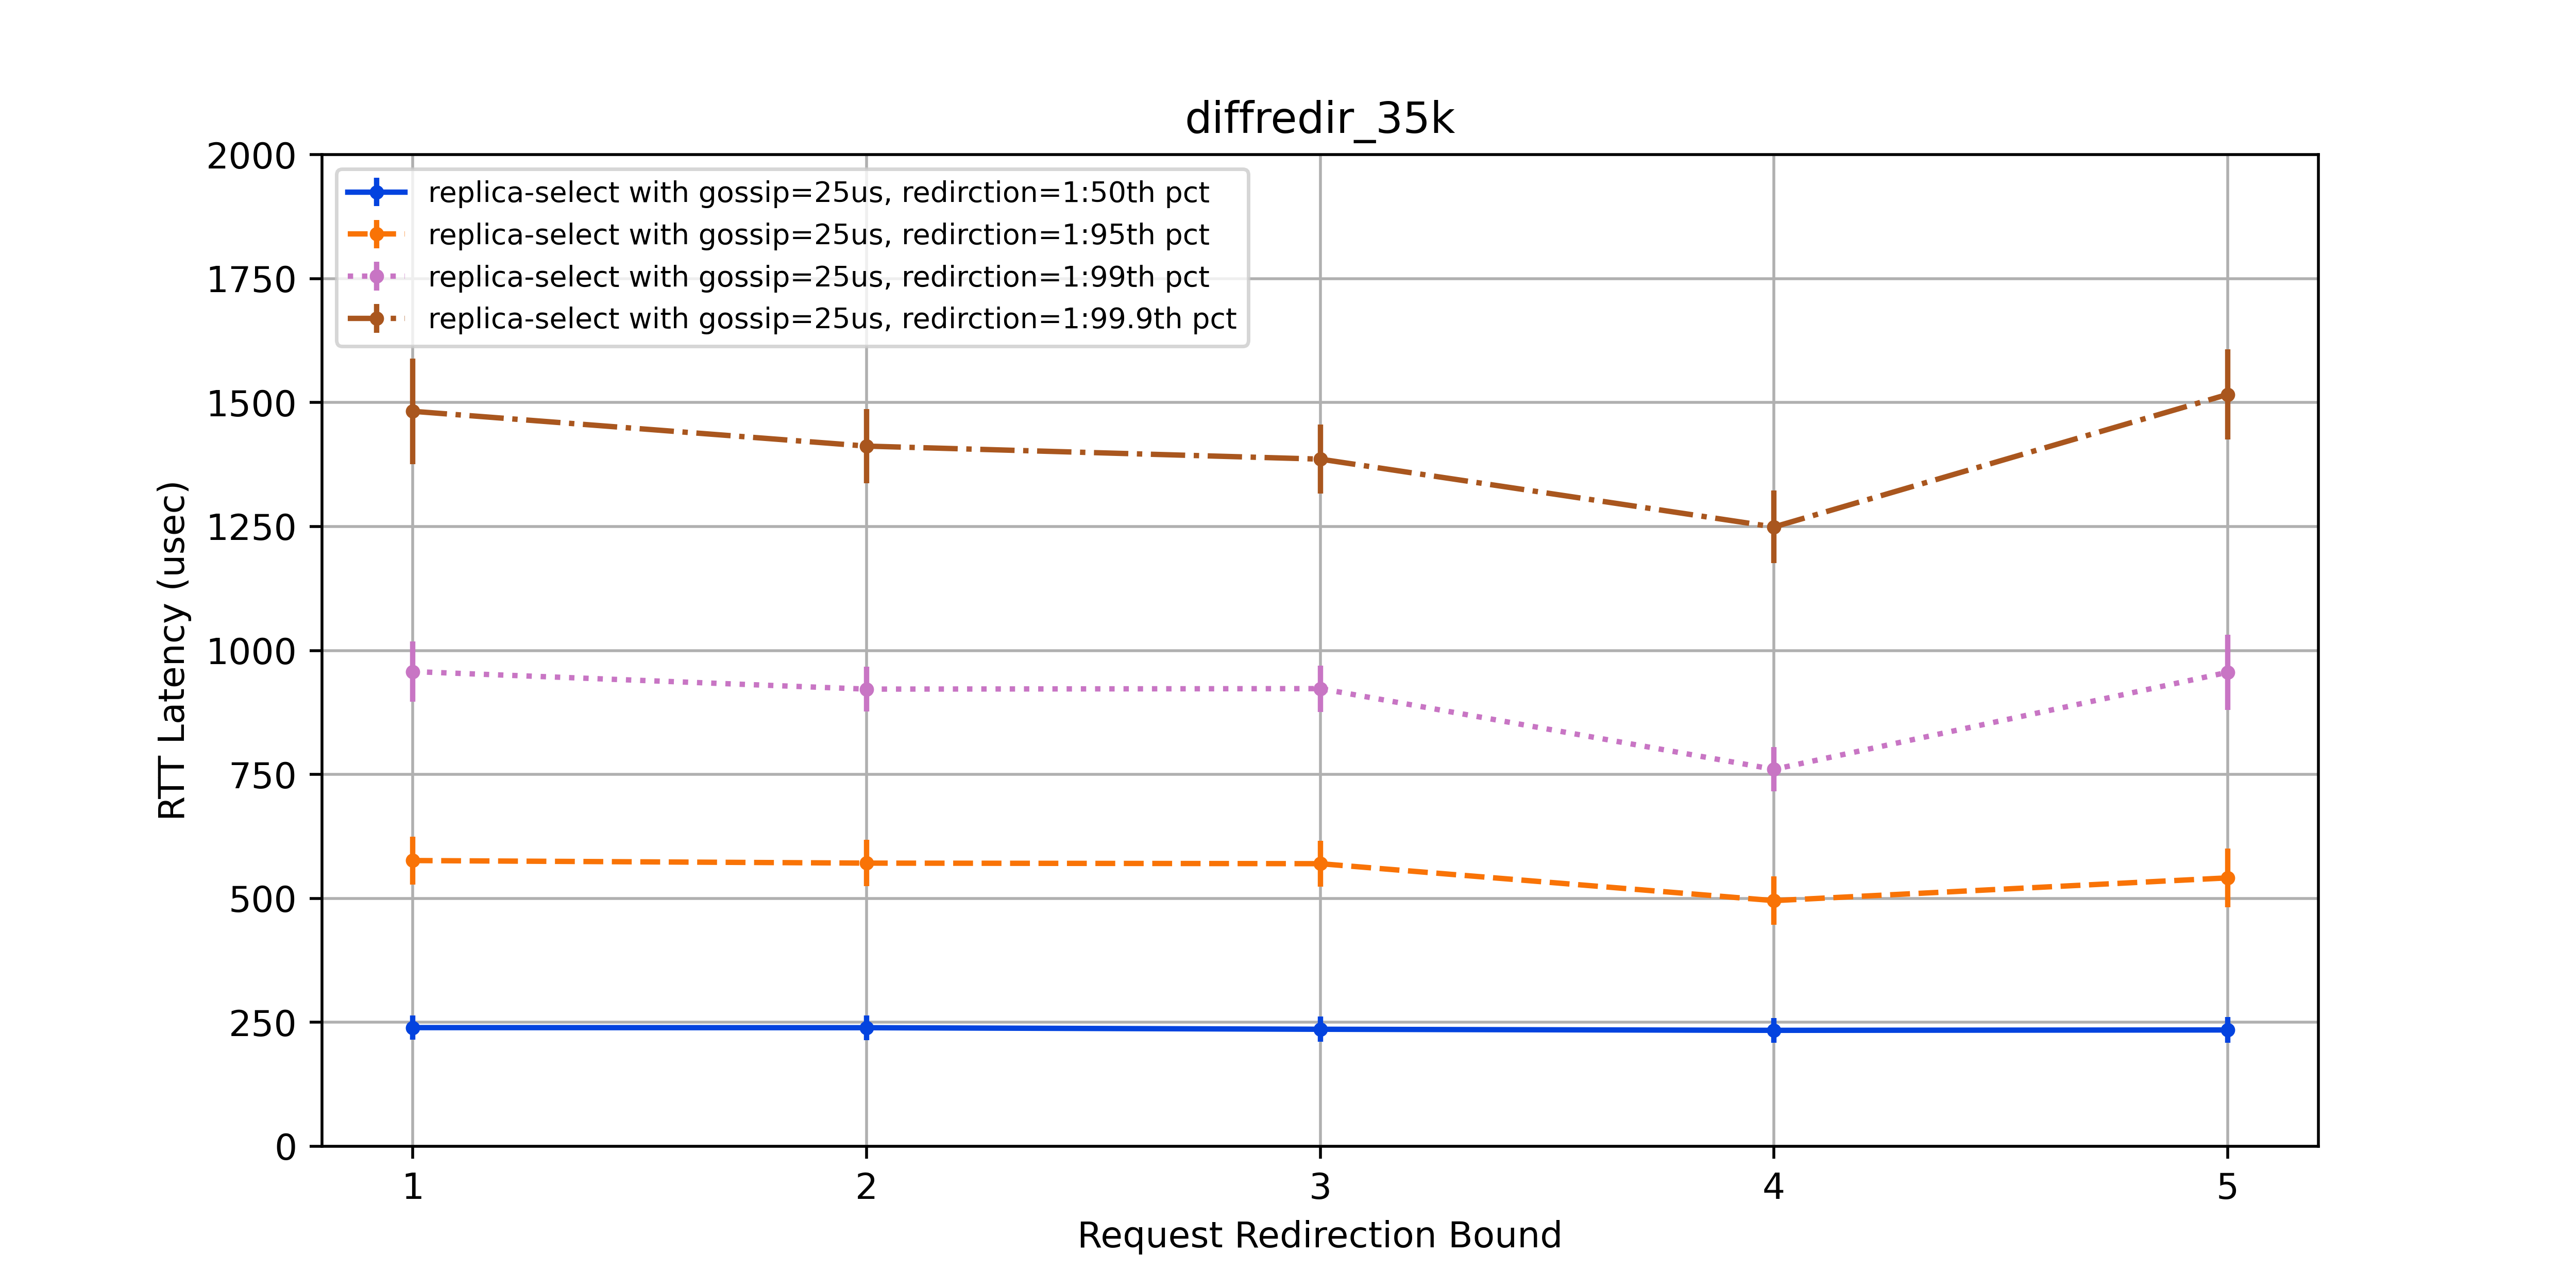 diffredir_35k
2000
1750
1500
1250
1000
750
500
250
0
RTT Latency (usec)
replica-select with gossip=25us, redirction=1:50th pct
replica-select with gossip=25us, redirction=1:95th pct
replica-select with gossip=25us, redirction=1:99th pct
replica-select with gossip=25us, redirction=1:99.9th pct
1 2 3 4 5
Request Redirection Bound